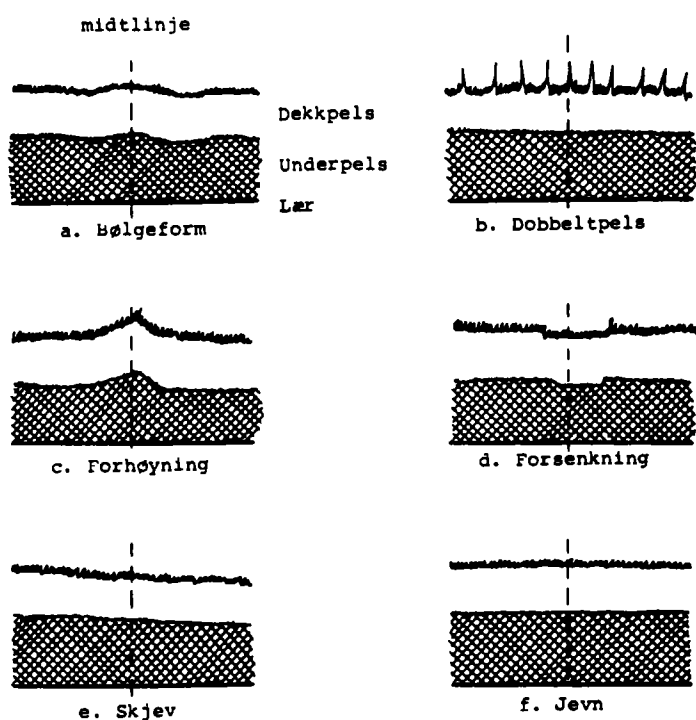 midtlinje
Dekkpels
Underpels
Lær
a. Bølgeform
b. Dobbeltpels
c. Forhøyning
d. Forsenkning
e. Skjev
f. Jevn